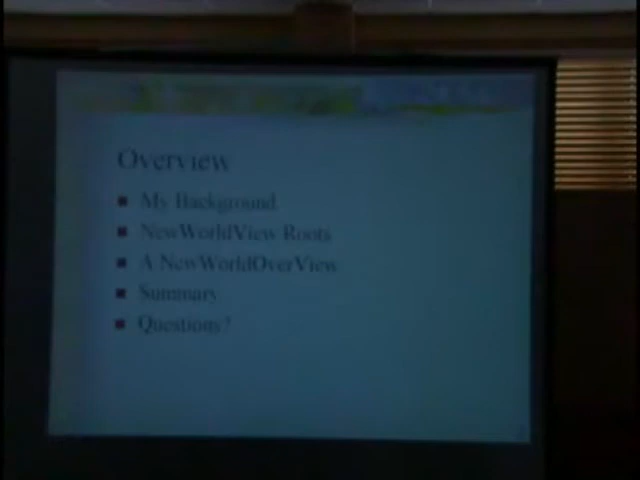 Overview
My Background
NewWorldView Roots
A NewWorldOverView
Summary
Questions?